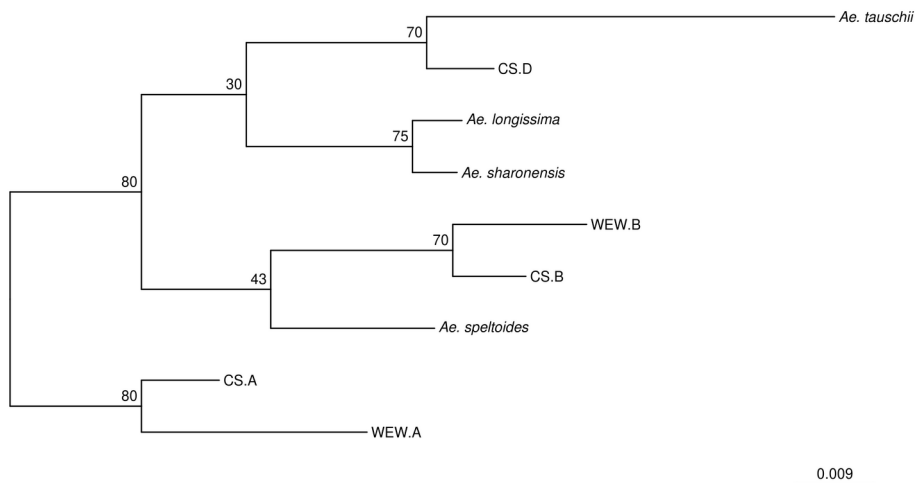 70
Ae. tauschii
CS.D
30
Ae. longissima
75
Ae. sharonensis
80
WEW.B
70
CS.B
43
Ae. speltoides
CS.A
80
WEW.A
0.009